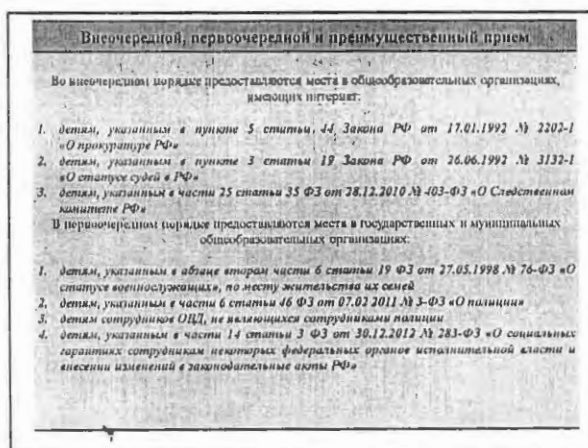 Внеочередной, первоочередной и преимущественный прием
Во внеочередном порядке предоставляются места в общеобразовательных организациях,
имеющих интернат:
1. детям, указанным в пункте 5 статьи 44 Закона РФ от 17.01.1992 № 2202-1
«О прокуратуре РФ»
2. детям, указанным в пункте 3 статьи 19 Закона РФ от 26.06.1992 № 3132-1
«О статусе судей в РФ»
3. детям, указанным в части 25 статьи 35 ФЗ от 28.12.2010 № 403-ФЗ «О Следственном
комитете РФ»
В первоочередном порядке предоставляются места в государственных и муниципальных
общеобразовательных организациях:
1. детям, указанным в абзаце втором части 6 статьи 19 ФЗ от 27.05.1998 № 76-ФЗ «О
статусе военнослужащих», по месту жительства их семей
2. детям, указанным в части 6 статьи 46 ФЗ от 07.02 2011 № 3-ФЗ «О полиции»
3. детям сотрудников ОВД, не являющихся сотрудниками полиции
4. детям, указанным в части 14 статьи 3 ФЗ от 30.12.2012 № 283-ФЗ «О социальных
гарантиях сотрудникам некоторых федеральных органов исполнительной власти и
внесении изменений в законодательные акты РФ»